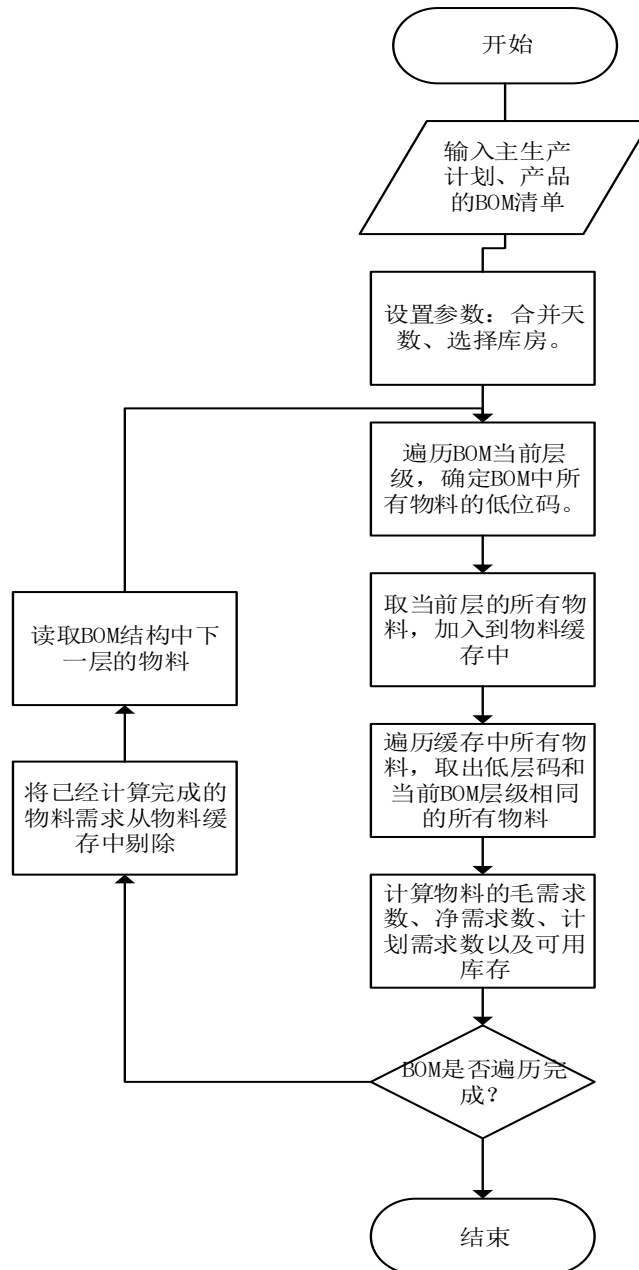 开始
输入主生产
计划、产品
的BOM清单
设置参数：合并天
数、选择库房。
遍历BOM当前层
级，确定BOM中所
有物料的低位码。
取当前层的所有物
料，加入到物料缓
存中
读取BOM结构中下
一层的物料
遍历缓存中所有物
料，取出低层码和
当前BOM层级相同
的所有物料
将已经计算完成的
物料需求从物料缓
存中剔除
计算物料的毛需求
数、净需求数、计
划需求数以及可用
库存
BOM是否遍历完
成？
结束